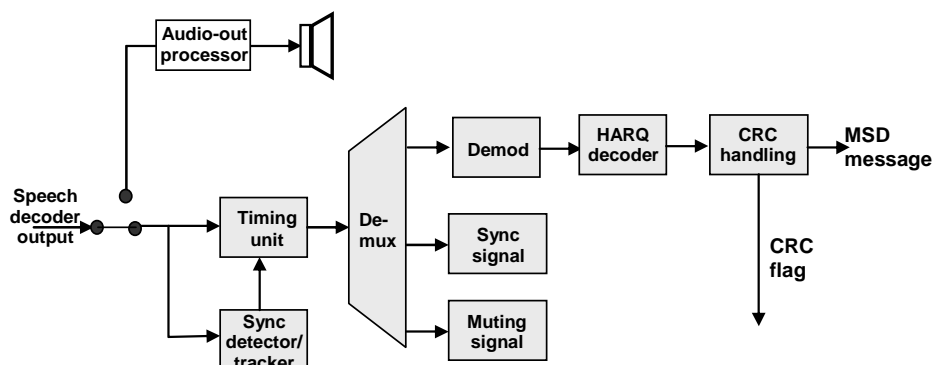 Audio-out
processor
Speech
decoder
output
Timing
unit
Sync
detector/
tracker
De-
mux
Demod
HARQ
decoder
CRC
handling
MSD
message
Sync
signal
CRC
flag
Muting
signal